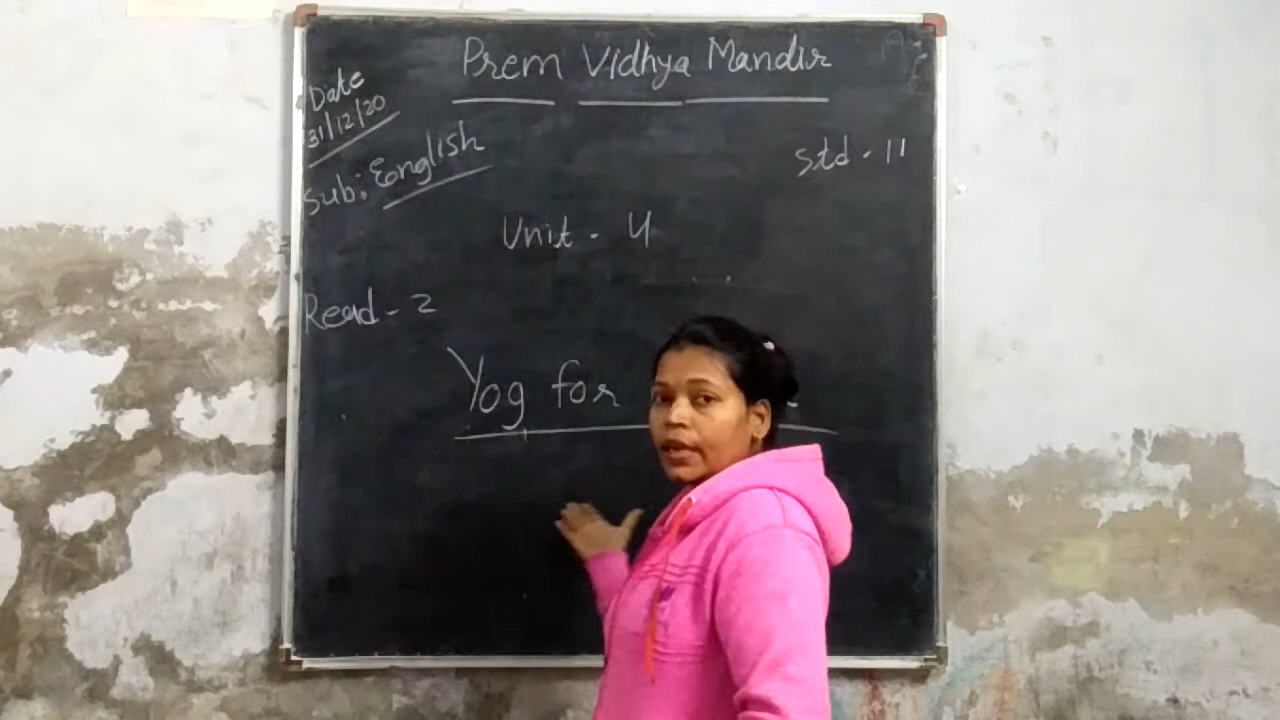 Prem Vidhya Mandir
Date
31/12/20
Sub: English
Std - 11
Unit - 4
Read - 2
Yog for